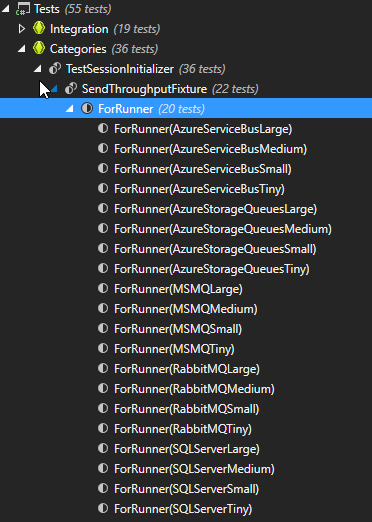 Tests (55 tests)
Integration (19 tests)
Categories (36 tests)
TestSessionInitializer (36 tests)
SendThroughputFixture (22 tests)
ForRunner (20 tests)
ForRunner(AzureServiceBusLarge)
ForRunner(AzureServiceBusMedium)
ForRunner(AzureServiceBusSmall)
ForRunner(AzureServiceBusTiny)
ForRunner(AzureStorageQueuesLarge)
ForRunner(AzureStorageQueuesMedium)
ForRunner(AzureStorageQueuesSmall)
ForRunner(AzureStorageQueuesTiny)
ForRunner(MSMQLarge)
ForRunner(MSMQMedium)
ForRunner(MSMQSmall)
ForRunner(MSMQTiny)
ForRunner(RabbitMQLarge)
ForRunner(RabbitMQMedium)
ForRunner(RabbitMQSmall)
ForRunner(RabbitMQTiny)
ForRunner(SQLServerLarge)
ForRunner(SQLServerMedium)
ForRunner(SQLServerSmall)
ForRunner(SQLServerTiny)